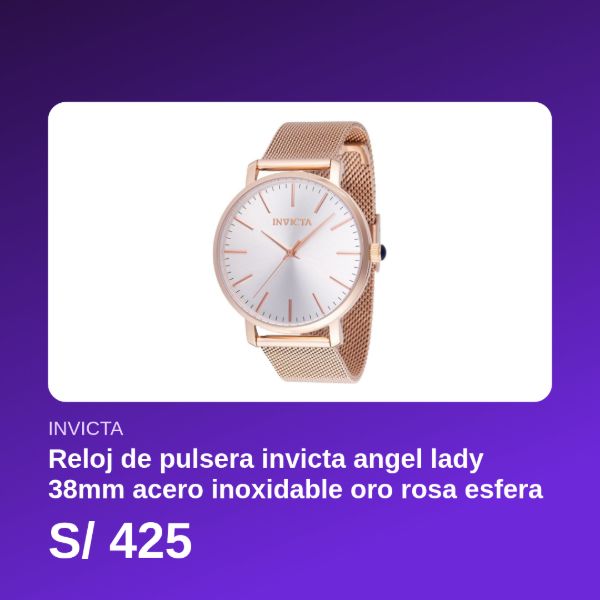 INVICTA
INVICTA
Reloj de pulsera invicta angel lady
38mm acero inoxidable oro rosa esfera
S/ 425